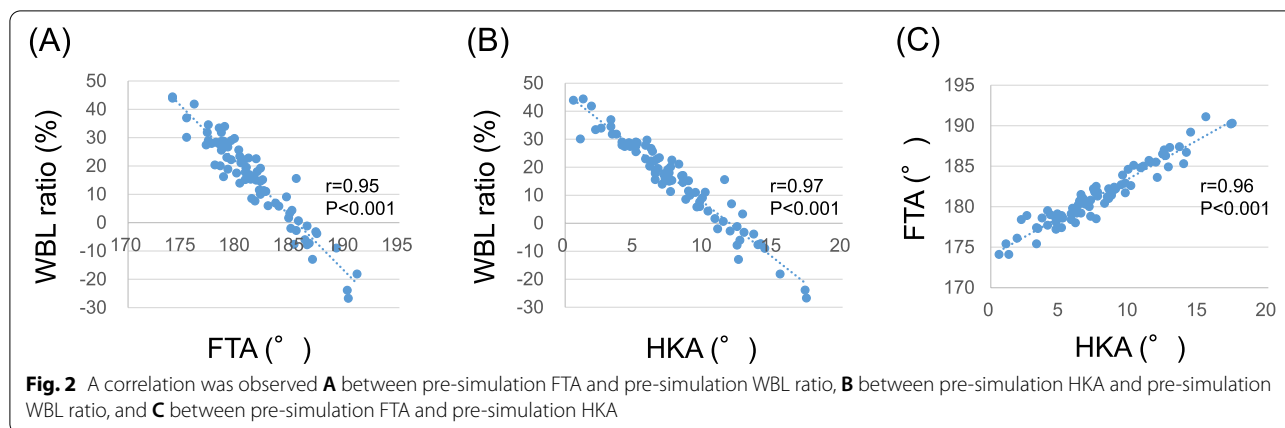 (A)
(B)
(C)
WBL ratio (%)
50
40
30
20
10
0
-10
-20
-30
170
175
180
185
190
195
r=0.95
P<0.001
FTA (°)
WBL ratio (%)
50
40
30
20
10
0
-10
-20
-30
0
5
10
15
20
r=0.97
P<0.001
HKA (°)
FTA (°)
195
190
185
180
175
170
0
5
10
15
20
r=0.96
P<0.001
HKA (°)
Fig. 2 A correlation was observed A between pre-simulation FTA and pre-simulation WBL ratio, B between pre-simulation HKA and pre-simulation
WBL ratio, and C between pre-simulation FTA and pre-simulation HKA